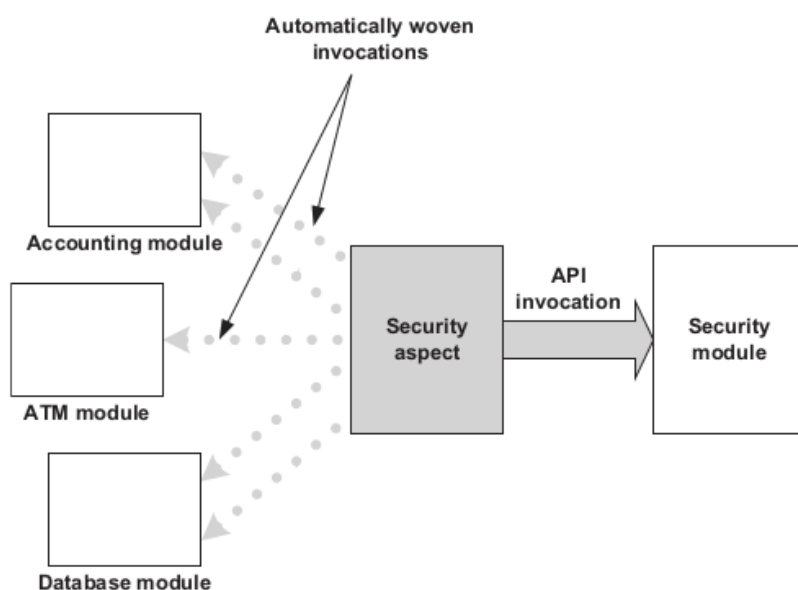 Automatically woven
invocations
Accounting module
API
invocation
Security
aspect
Security
module
ATM module
Database module